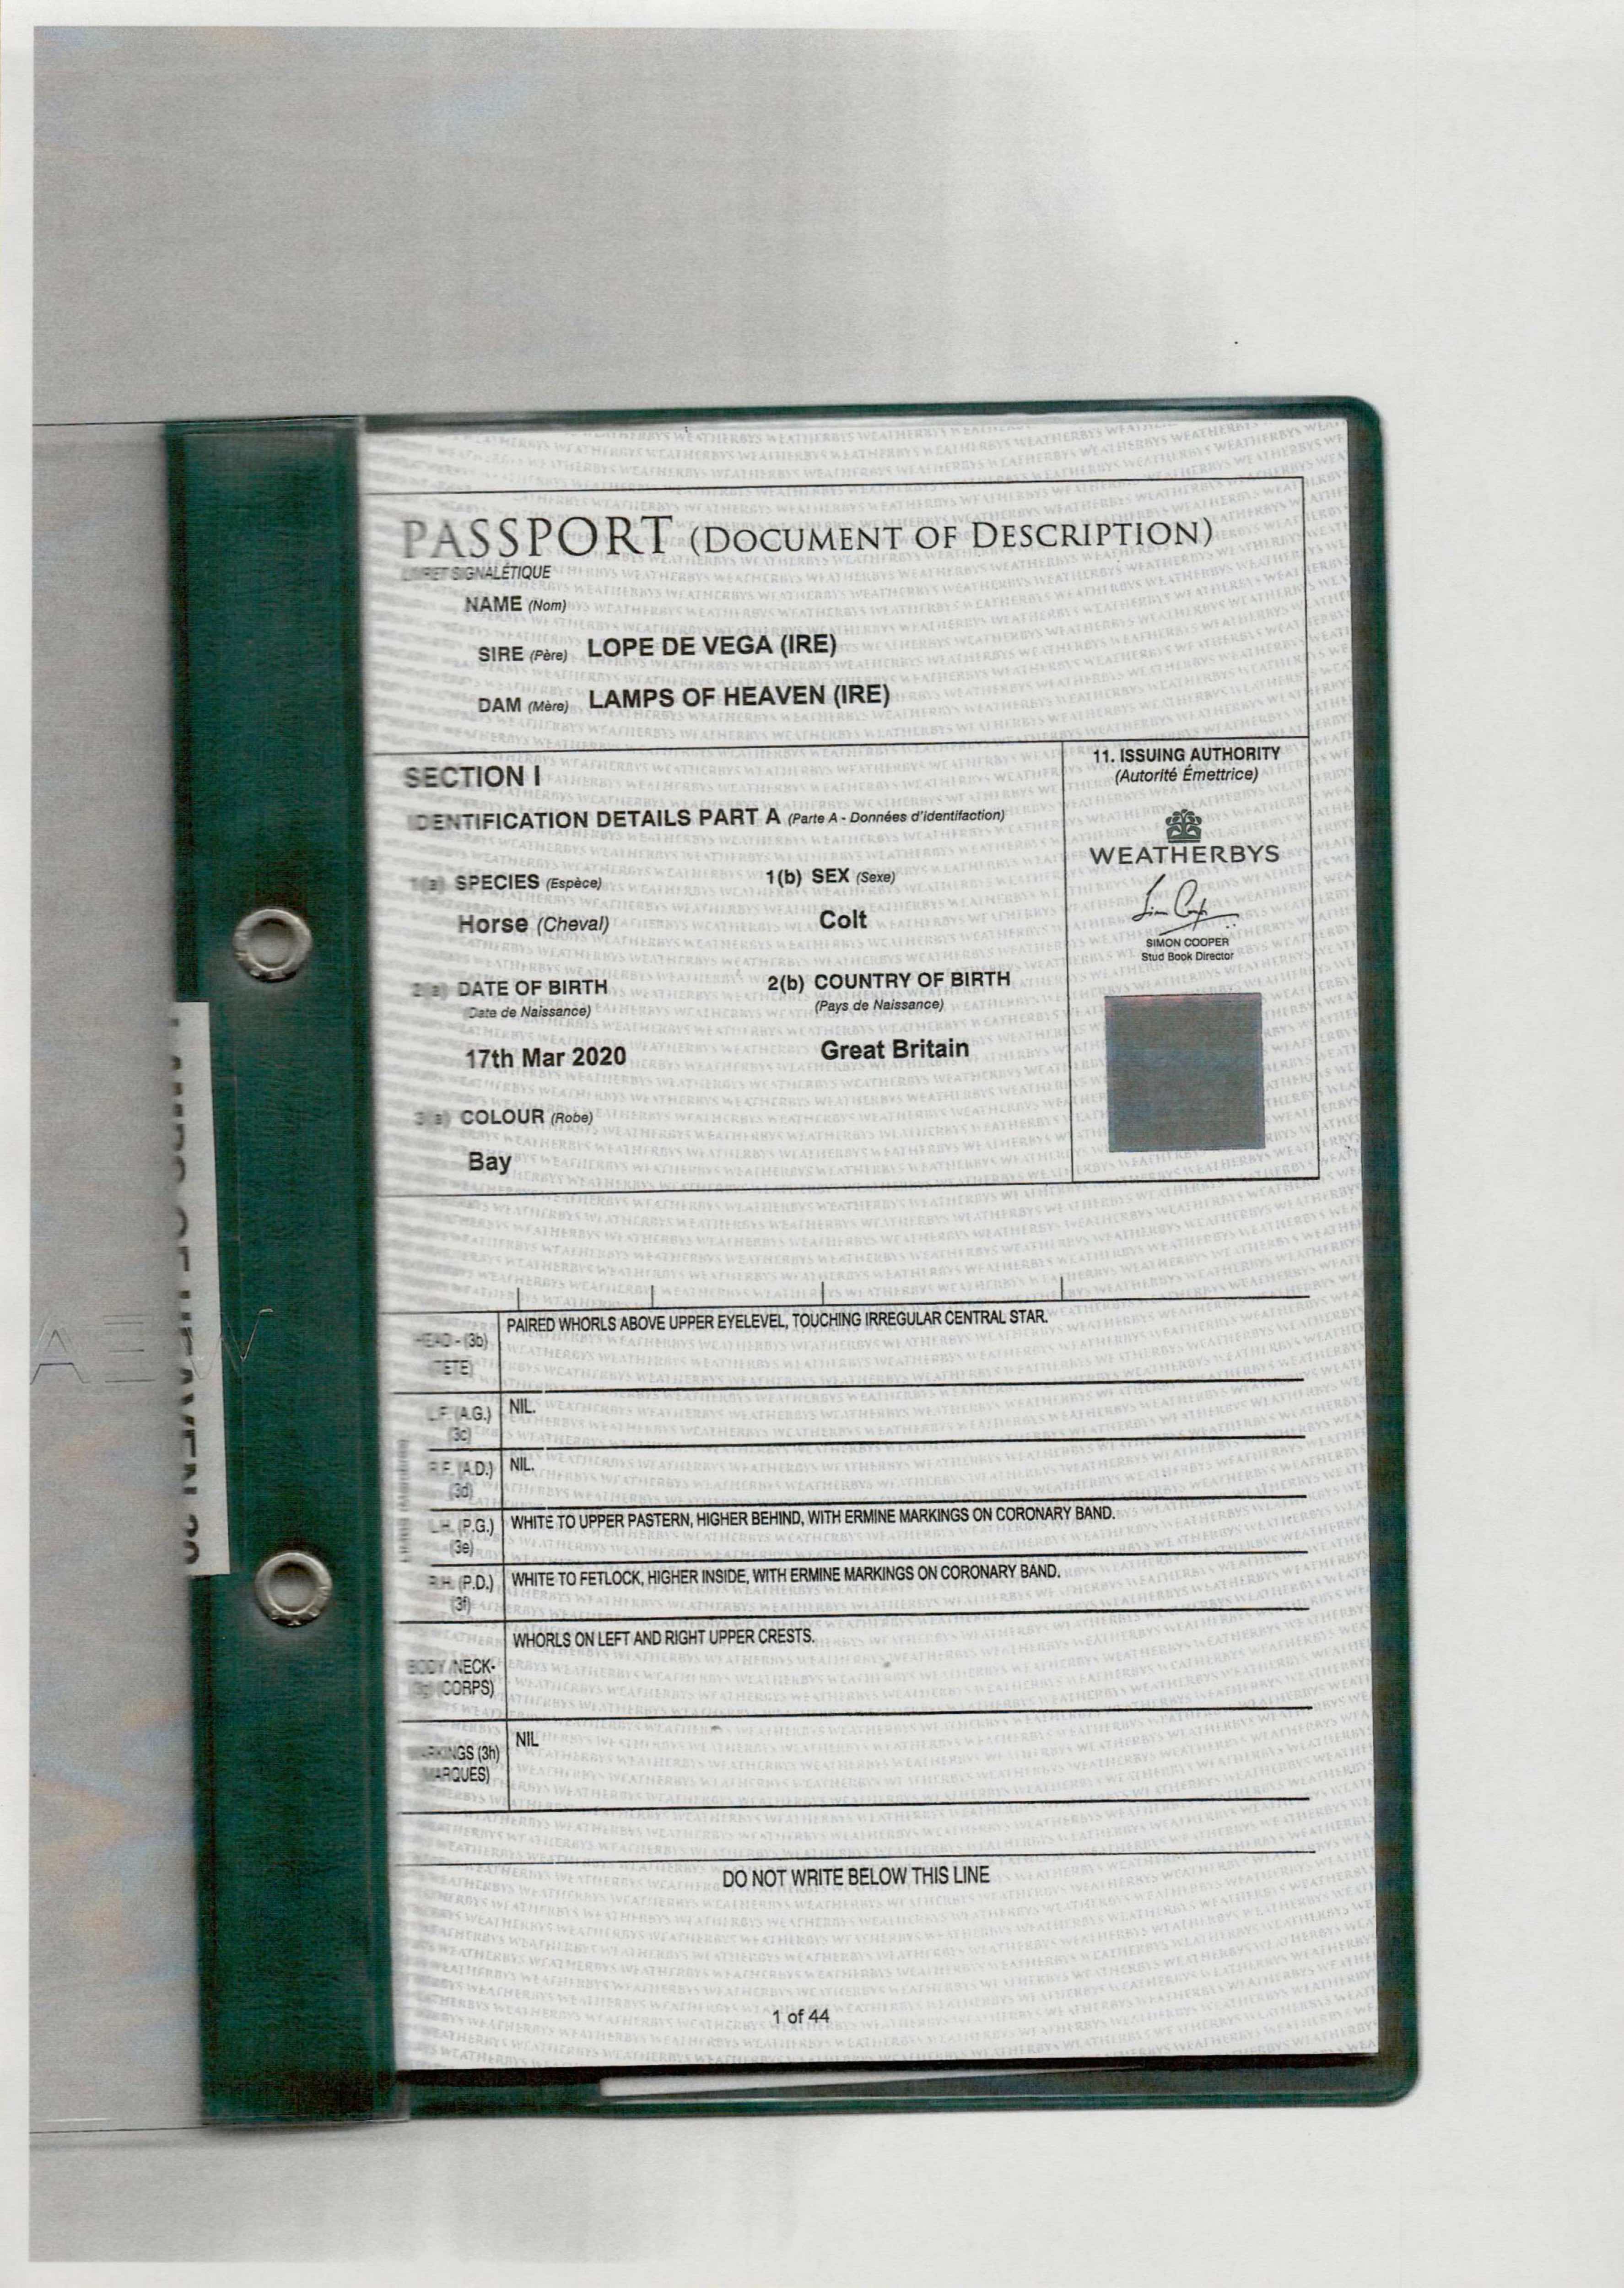 PASSPORT (DOCUMENT OF DESCRIPTION)
LIVRET SIGNALÉTIQUE
NAME (Nom)
SIRE (Père) LOPE DE VEGA (IRE)
DAM (Mère) LAMPS OF HEAVEN (IRE)
SECTION I
IDENTIFICATION DETAILS PART A (Parte A - Données d'identifaction)
1(a) SPECIES (Espèce) 1(b) SEX (Sexe)
Horse (Cheval) Colt
2(a) DATE OF BIRTH 2(b) COUNTRY OF BIRTH
(Date de Naissance) (Pays de Naissance)
17th Mar 2020 Great Britain
3(a) COLOUR (Robe)
Bay
11. ISSUING AUTHORITY
(Autorité Émettrice)
WEATHERBYS
SIMON COOPER
Stud Book Director
HEAD - (3b) PAIRED WHORLS ABOVE UPPER EYELEVEL, TOUCHING IRREGULAR CENTRAL STAR.
(TETE)
L.F. (A.G.) NIL.
(3c)
R.F. (A.D.) NIL.
(3d)
L.H. (P.G.) WHITE TO UPPER PASTERN, HIGHER BEHIND, WITH ERMINE MARKINGS ON CORONARY BAND.
(3e)
R.H. (P.D.) WHITE TO FETLOCK, HIGHER INSIDE, WITH ERMINE MARKINGS ON CORONARY BAND.
(3f)
WHORLS ON LEFT AND RIGHT UPPER CRESTS.
BODY/NECK-
3g (CORPS)
MARKINGS (3h) NIL
MARQUES)
DO NOT WRITE BELOW THIS LINE
1 of 44